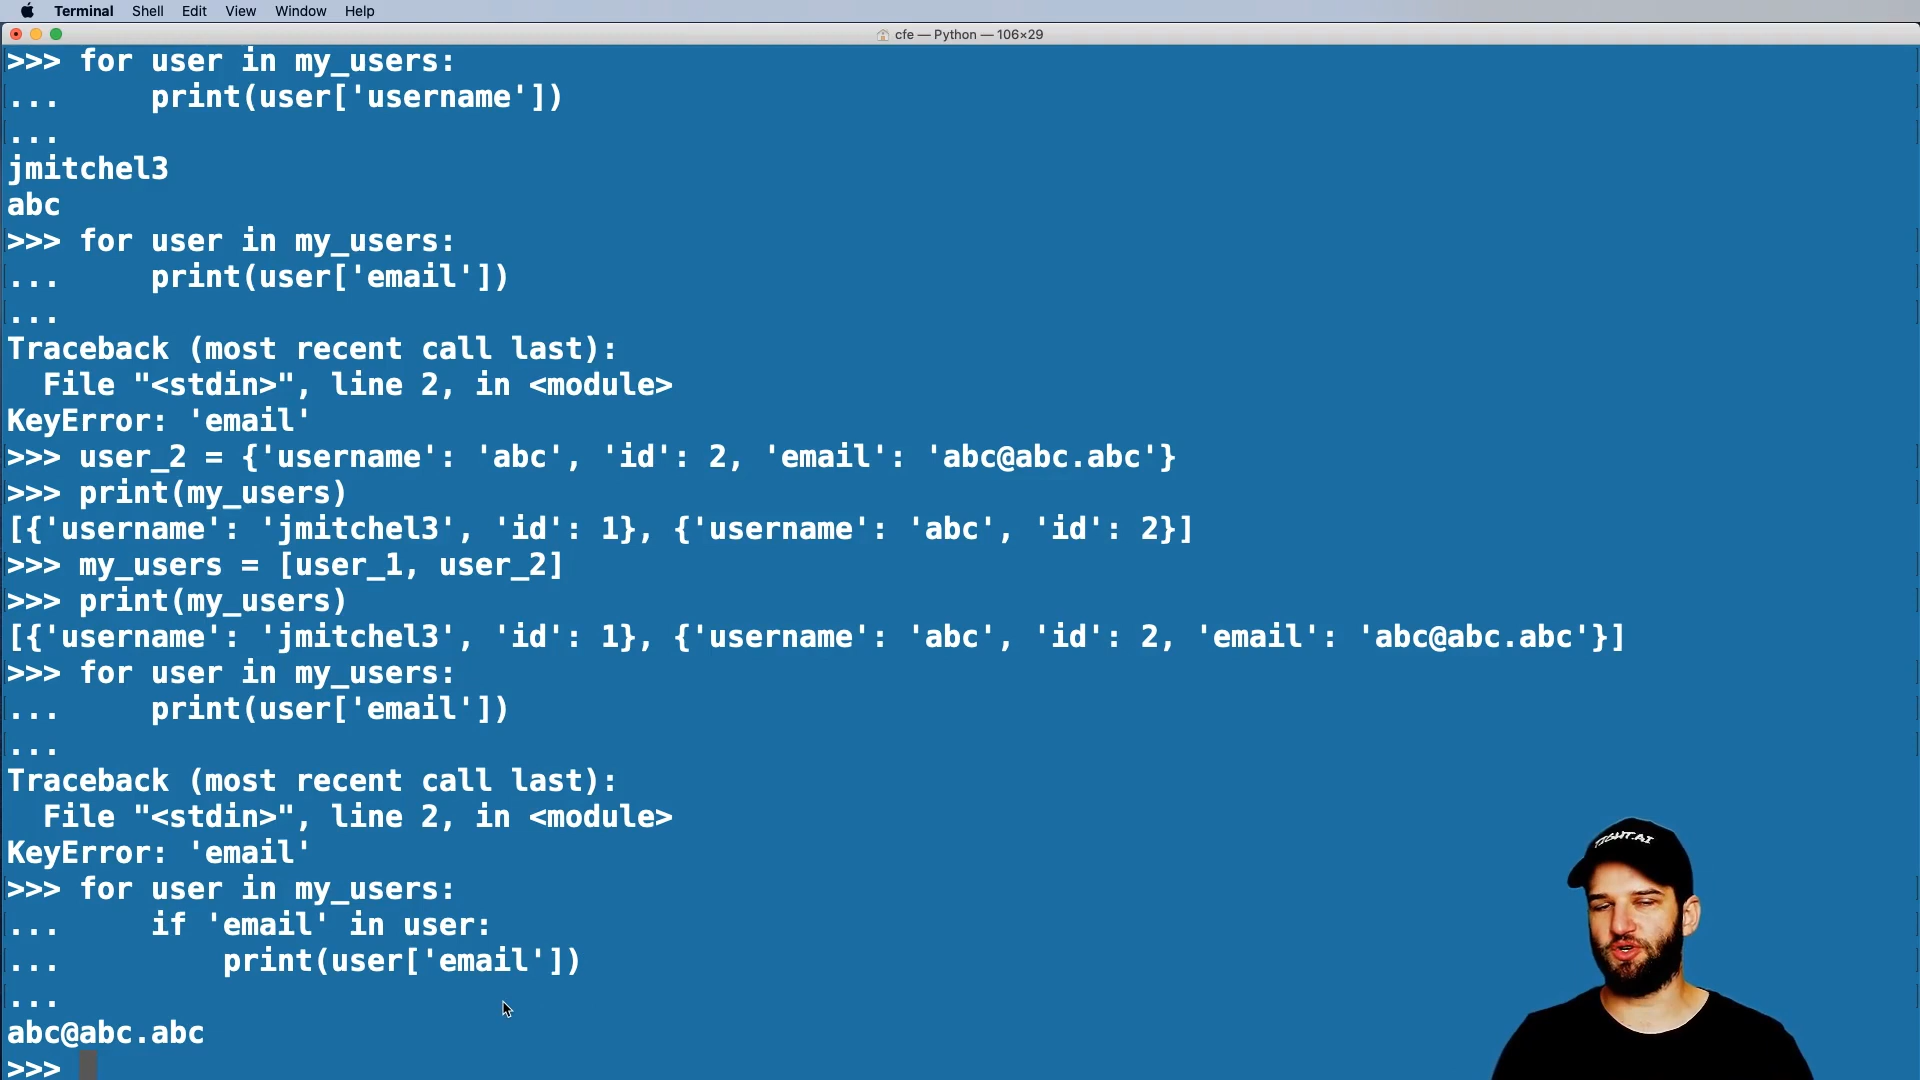 Terminal Shell Edit View Window Help
cfe — Python — 106×29
>>> for user in my_users:
...     print(user['username'])
...
jmitchel3
abc
>>> for user in my_users:
...     print(user['email'])
...
Traceback (most recent call last):
  File "<stdin>", line 2, in <module>
KeyError: 'email'
>>> user_2 = {'username': 'abc', 'id': 2, 'email': 'abc@abc.abc'}
>>> print(my_users)
[{'username': 'jmitchel3', 'id': 1}, {'username': 'abc', 'id': 2}]
>>> my_users = [user_1, user_2]
>>> print(my_users)
[{'username': 'jmitchel3', 'id': 1}, {'username': 'abc', 'id': 2, 'email': 'abc@abc.abc'}]
>>> for user in my_users:
...     print(user['email'])
...
Traceback (most recent call last):
  File "<stdin>", line 2, in <module>
KeyError: 'email'
>>> for user in my_users:
...     if 'email' in user:
...         print(user['email'])
...
abc@abc.abc
>>>